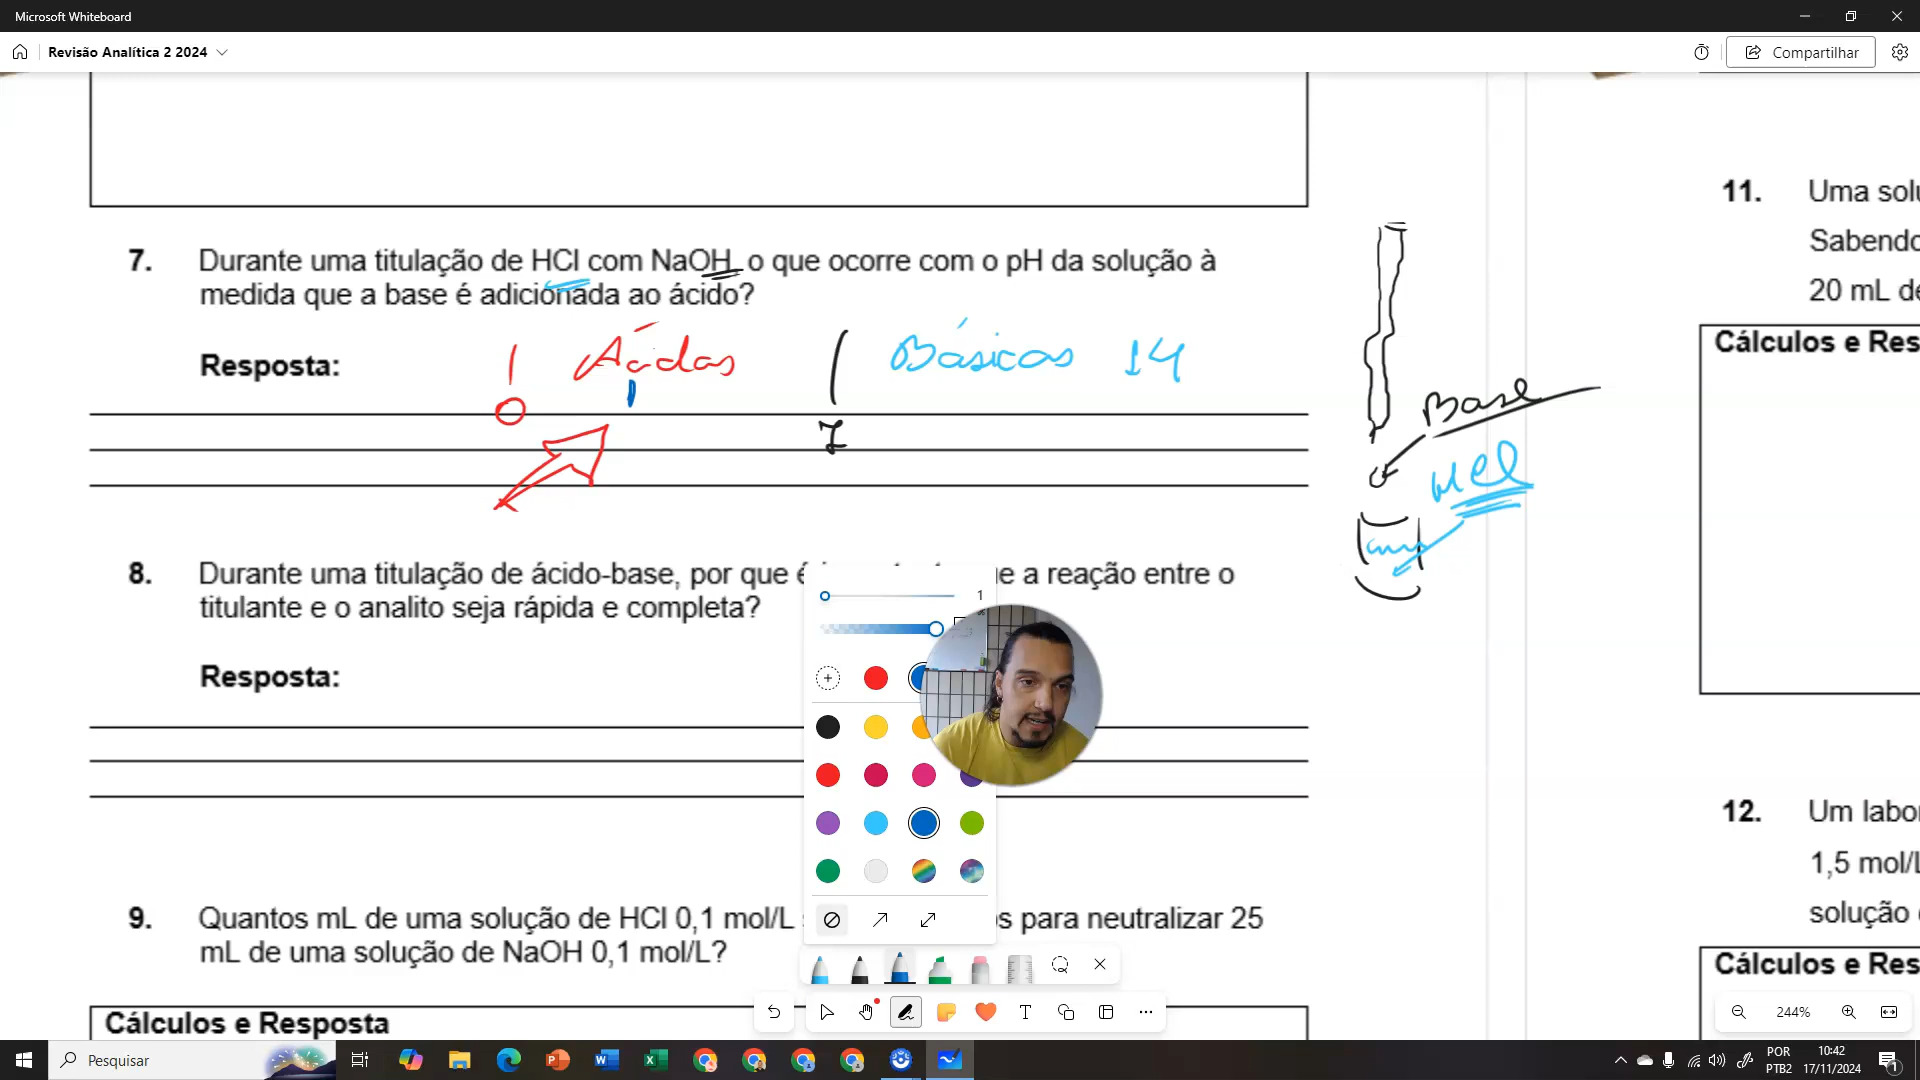 Microsoft Whiteboard
Revisão Analítica 2 2024
Compartilhar
7. Durante uma titulação de HCl com NaOH, o que ocorre com o pH da solução à
medida que a base é adicionada ao ácido?
Resposta:
Ácidas
Básicas 14
0
7
Base
HCl
8. Durante uma titulação de ácido-base, por que é
e a reação entre o
titulante e o analito seja rápida e completa?
Resposta:
1
9. Quantos mL de uma solução de HCl 0,1 mol/L
s para neutralizar 25
mL de uma solução de NaOH 0,1 mol/L?
Cálculos e Resposta
11. Uma solu
Sabendo
20 mL de
Cálculos e Res
12. Um labor
1,5 mol/L
solução
Cálculos e Res
244%
Pesquisar
POR
PTB2
10:42
17/11/2024
1